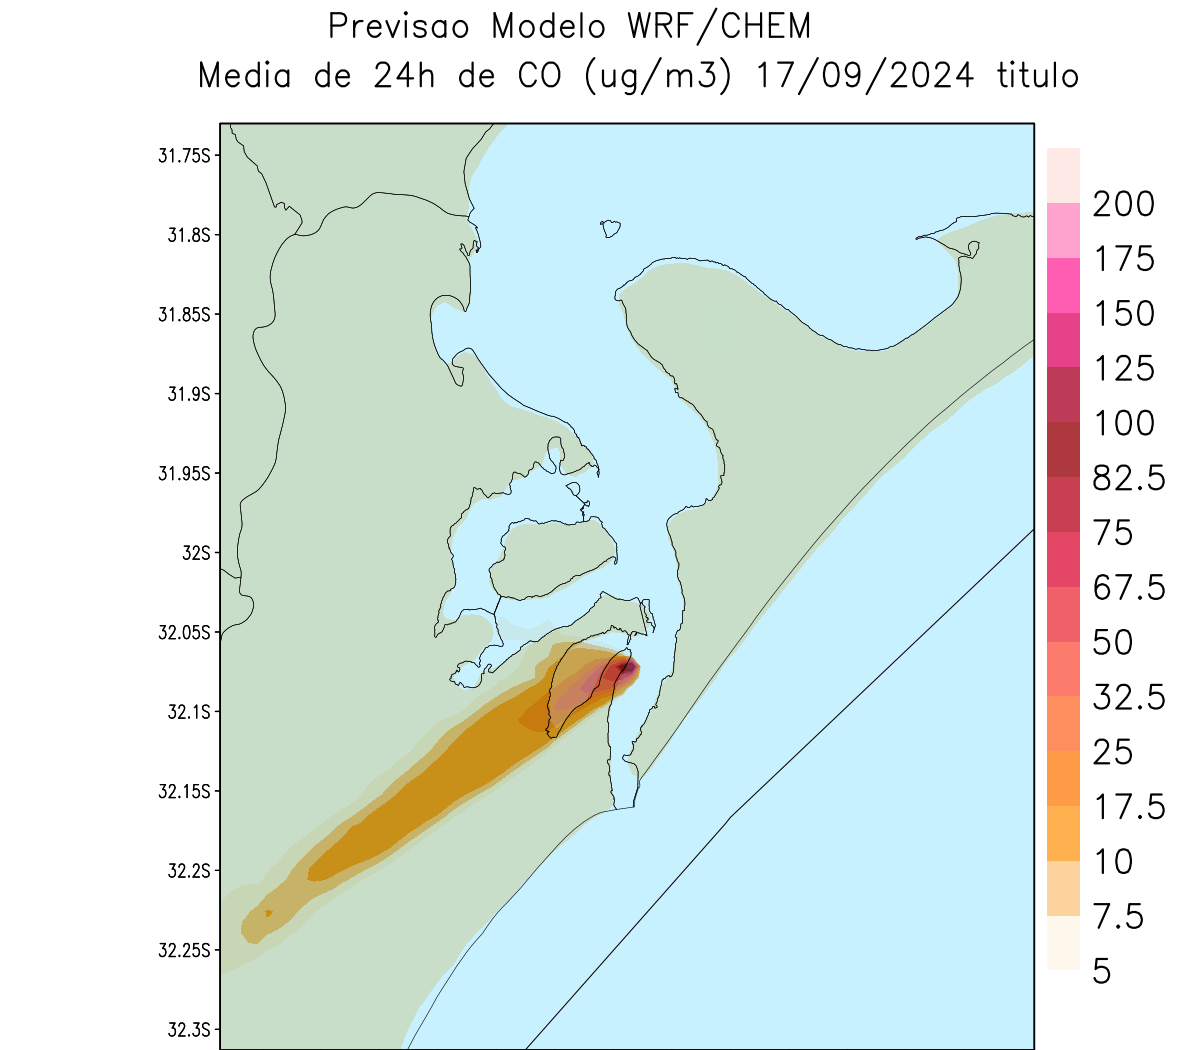 Previsao Modelo WRF/CHEM
Media de 24h de CO (ug/m3) 17/09/2024 titulo
31.75S
31.8S
31.85S
31.9S
31.95S
32S
32.05S
32.1S
32.15S
32.2S
32.25S
32.3S
200
175
150
125
100
82.5
75
67.5
50
32.5
25
17.5
10
7.5
5